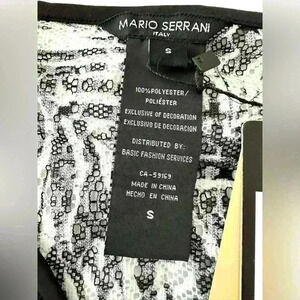 MARIO SERRANI
ITALY
S
100%POLYESTER/
POLIÉSTER
EXCLUSIVE OF DECORATION
EXCLUSIVO DE DECORACION
DISTRIBUTED BY:
BASIC FASHION SERVICES
CA-59169
MADE IN CHINA
HECHO EN CHINA
S